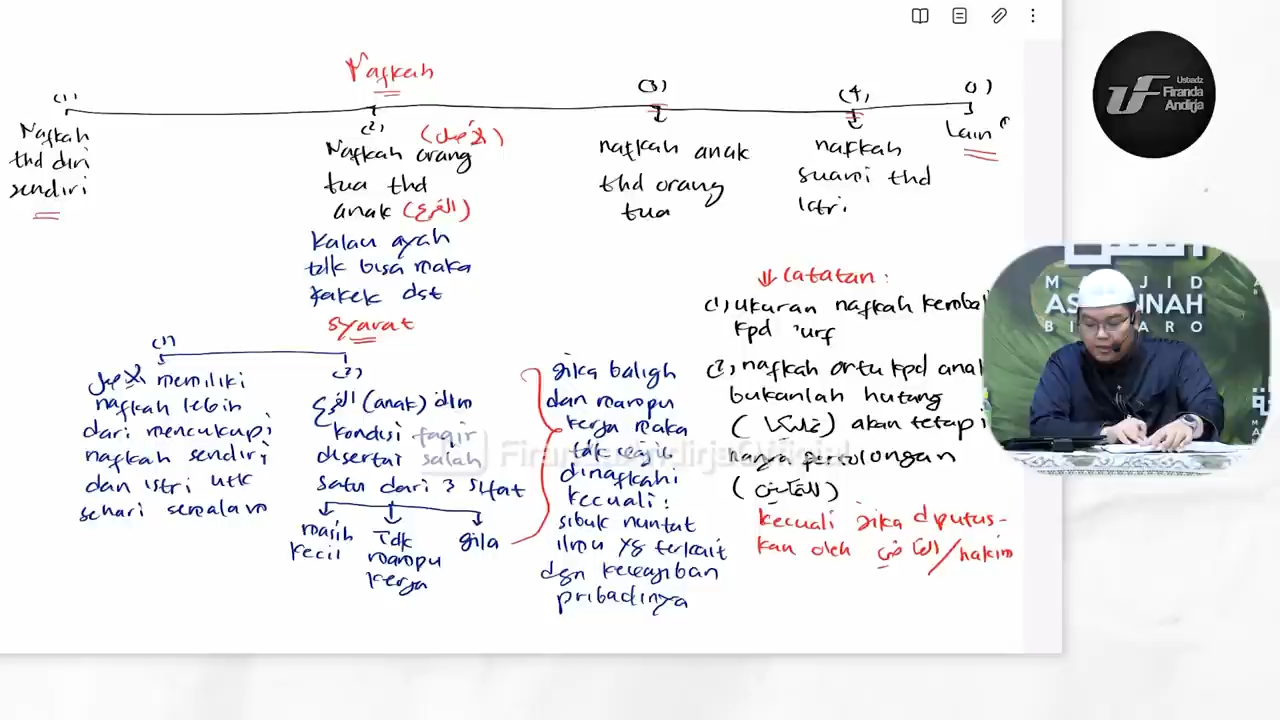 Nafkah
(1)
Nafkah
thd diri
sendiri
(2)
(الأصل)
Nafkah orang
tua thd
anak (الفرع)
kalau ayah
tdk bisa maka
kakek dst
(3)
nafkah anak
thd orang
tua
(4)
nafkah
suami thd
Istri
Lain
syarat
(1)
الأصل memiliki
nafkah lebih
dari mencukupi
nafkah sendiri
dan istri utk
sehari semalam
(2)
الفرع (anak) dlm
kondisi faqir
disertai salah
satu dari 3 sifat
masih
kecil
Tdk
mampu
kerja
gila
jika baligh
dan mampu
kerja maka
tdk wajib
dinafkahi
kecuali :
sibuk nuntut
ilmu yg terkait
dgn kewajiban
pribadinya
catatan :
(1) ukuran nafkah kembali
kpd 'urf
(2) nafkah ortu kpd anak
bukanlah hutang
akan tetapi
hanya pertolongan
kecuali jika diputus-
kan oleh القاضي/hakim
Firanda Andirja Official
Ustadz
Firanda
Andirja
MASJID
BINTARO